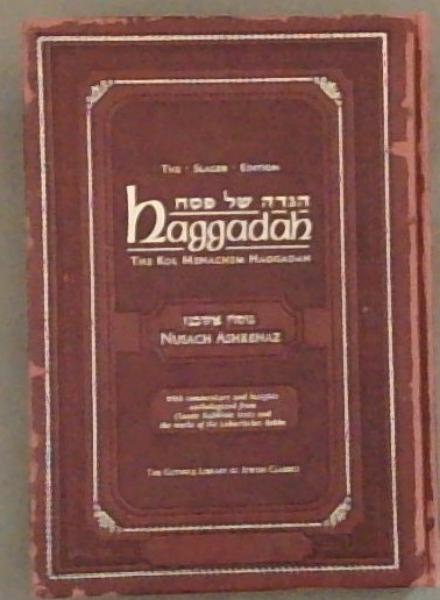 THE · SLAGER · EDITION
הגדה של פסח
haggadah
THE KOL MENACHEM HAGGADAH
נוסח אשכנז
NUSACH ASHKENAZ
with commentary and insights
anthologized from
classic Rabbinic texts and
the works of the Lubavitcher Rebbe
THE GUTNICK LIBRARY OF JEWISH CLASSICS